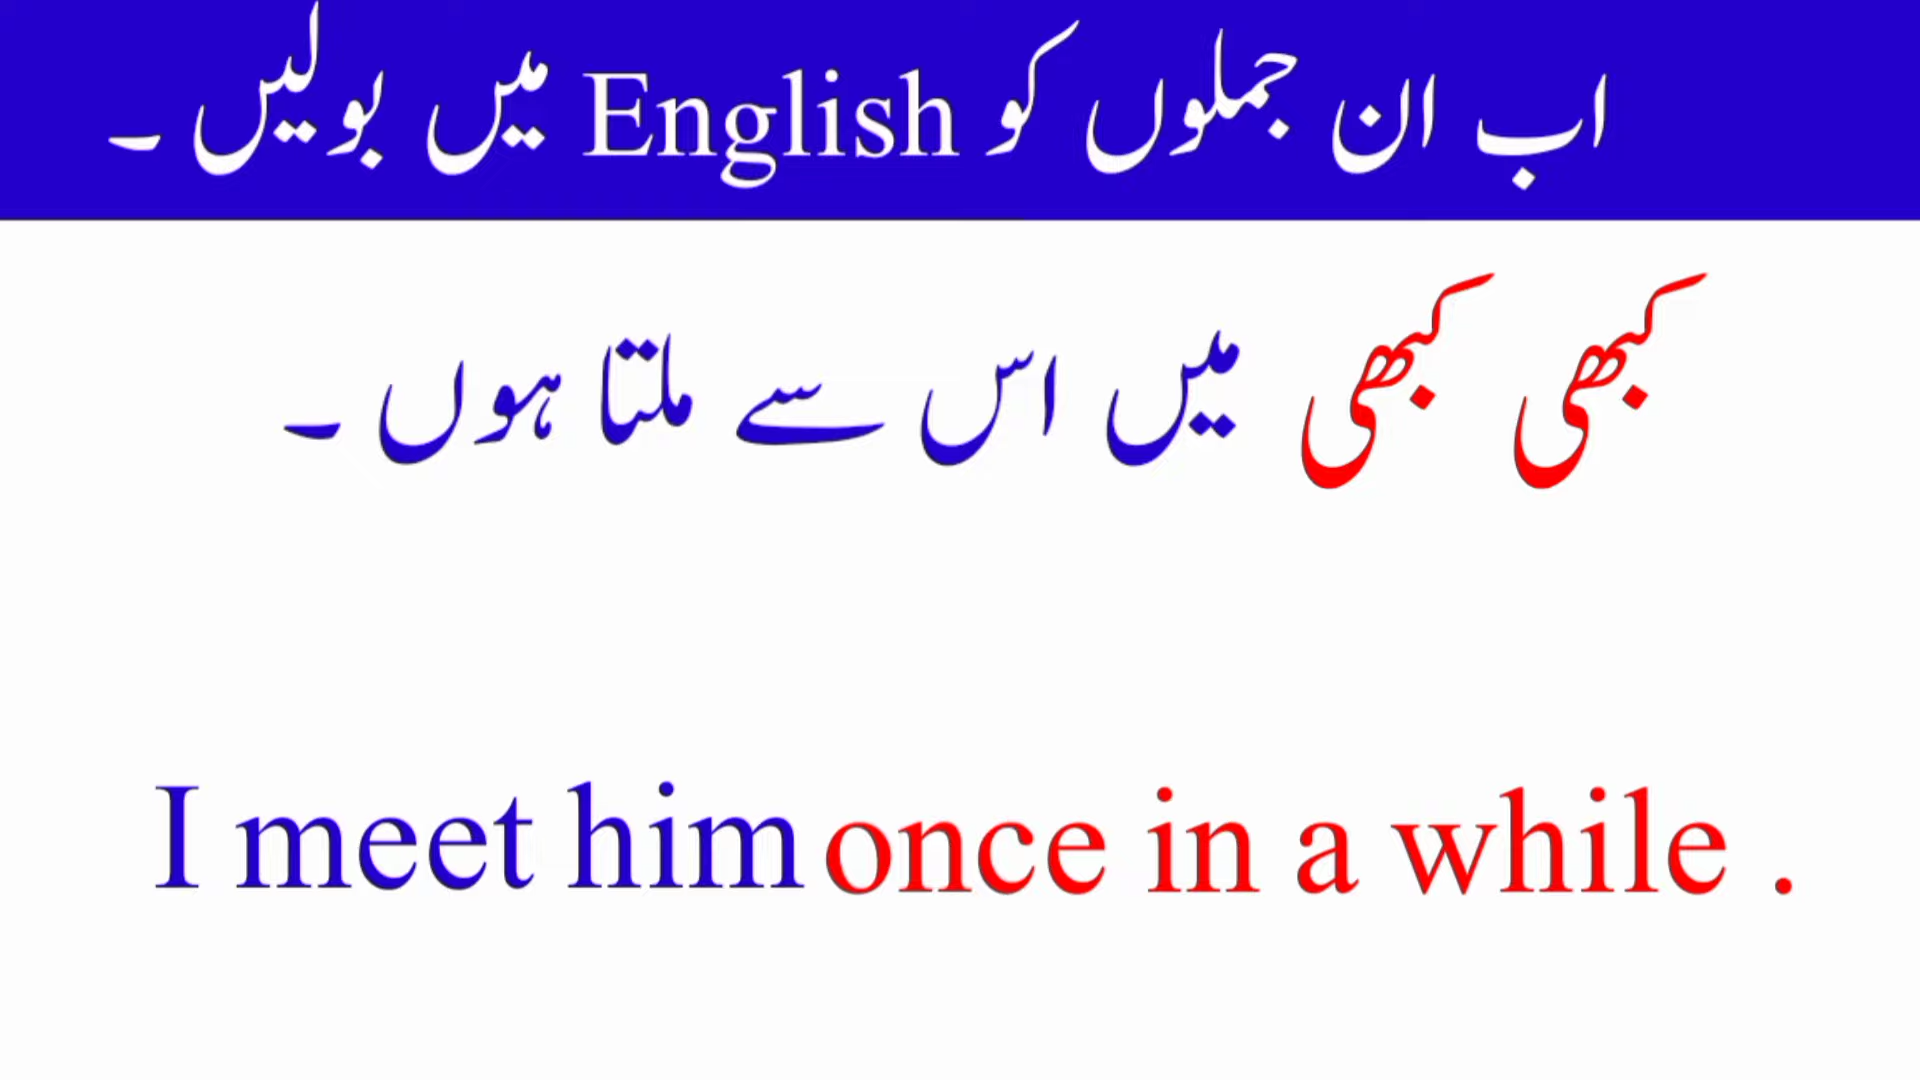 اب ان جملوں کو English میں بولیں ۔
کبھی کبھی میں اس سے ملتا ہوں ۔
I meet him once in a while .